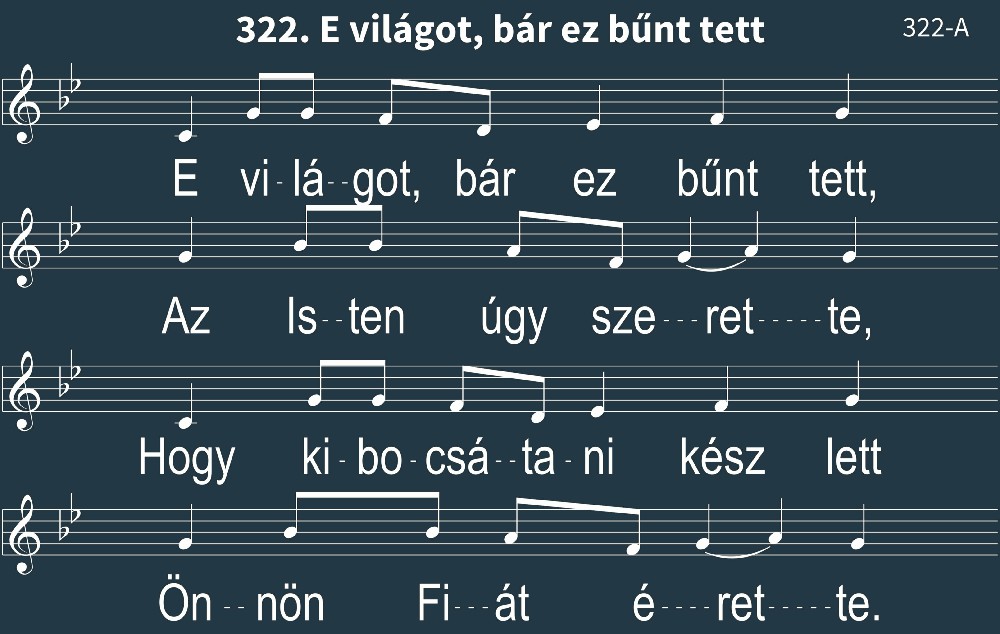 322. E világot, bár ez bűnt tett
322-A
E vi - lá - - got, bár ez bűnt tett,
Az Is - - ten úgy sze - - - ret - - - - - te,
Hogy ki - bo - csá - - ta - ni kész lett
Ön - - nön Fi - - - át é - - - - ret - - - - - te.